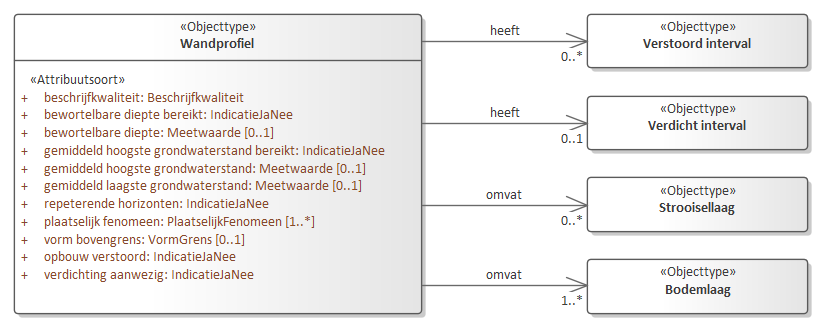 «Objecttype»
Wandprofiel
«Attribuutsoort»
+ beschrijfkwaliteit: Beschrijfkwaliteit
+ bewortelbare diepte bereikt: IndicatieJaNee
+ bewortelbare diepte: Meetwaarde [0..1]
+ gemiddeld hoogste grondwaterstand bereikt: IndicatieJaNee
+ gemiddeld hoogste grondwaterstand: Meetwaarde [0..1]
+ gemiddeld laagste grondwaterstand: Meetwaarde [0..1]
+ repeterende horizonten: IndicatieJaNee
+ plaatselijk fenomeen: PlaatselijkFenomeen [1..*]
+ vorm bovengrens: VormGrens [0..1]
+ opbouw verstoord: IndicatieJaNee
+ verdichting aanwezig: IndicatieJaNee
heeft
0..*
«Objecttype»
Verstoord interval
heeft
0..1
«Objecttype»
Verdicht interval
omvat
0..*
«Objecttype»
Strooisellaag
omvat
1..*
«Objecttype»
Bodemlaag